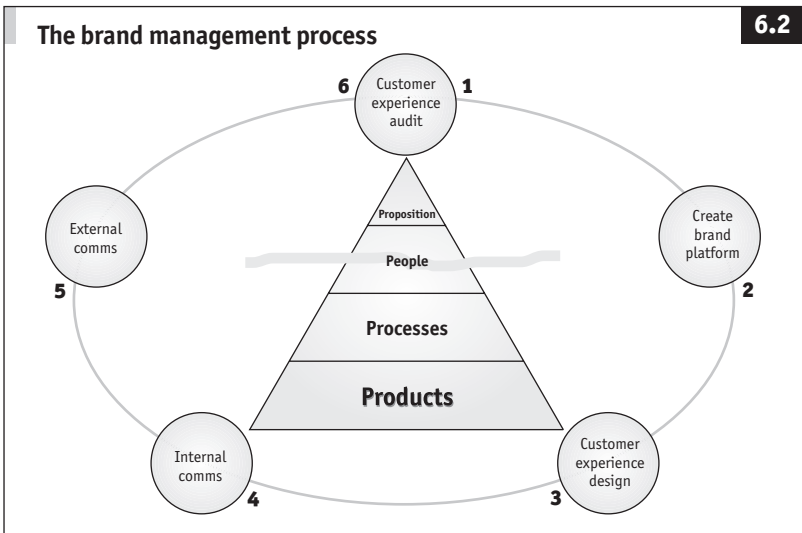 The brand management process
6.2
6
Customer
experience
audit
1
Proposition
External
comms
Create
brand
platform
People
5
2
Processes
Products
Internal
comms
Customer
experience
design
4
3